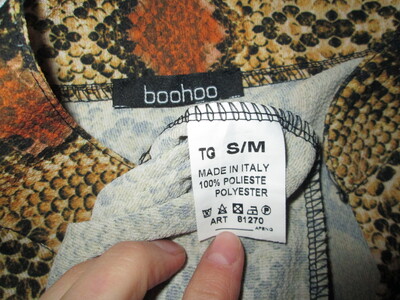 boohoo
TG S/M
MADE IN ITALY
100% POLIESTE
POLYESTER
ART 81270